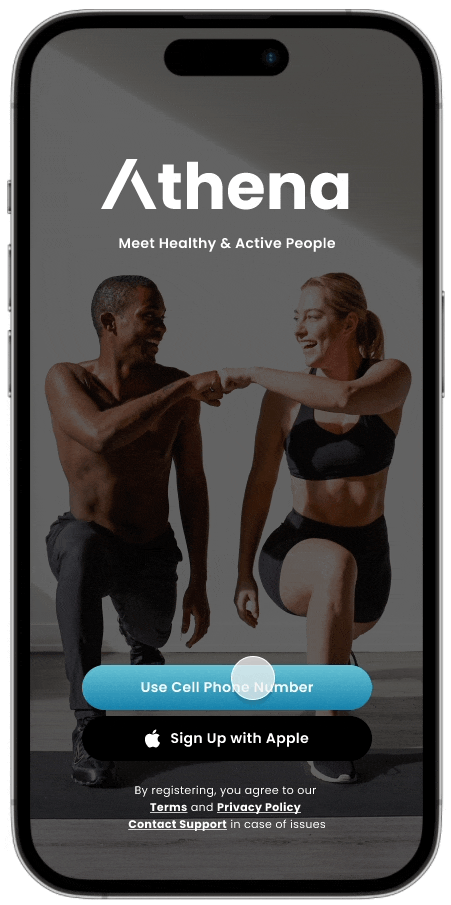 Athena
Meet Healthy & Active People
Use Cell Phone Number
Sign Up with Apple
By registering, you agree to our
Terms and Privacy Policy
Contact Support in case of issues